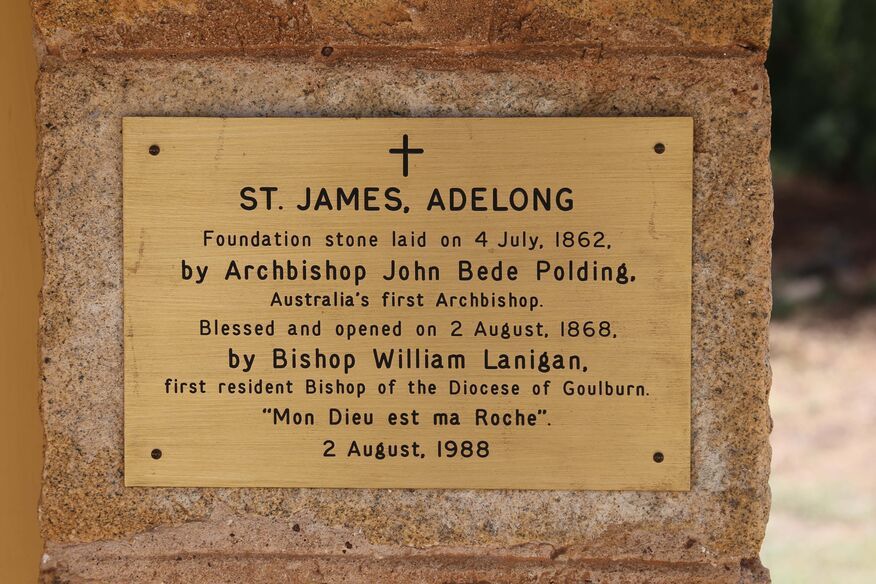 ST. JAMES, ADELONG
Foundation stone laid on 4 July, 1862,
by Archbishop John Bede Polding,
Australia's first Archbishop.
Blessed and opened on 2 August, 1868,
by Bishop William Lanigan,
first resident Bishop of the Diocese of Goulburn.
"Mon Dieu est ma Roche".
2 August, 1988